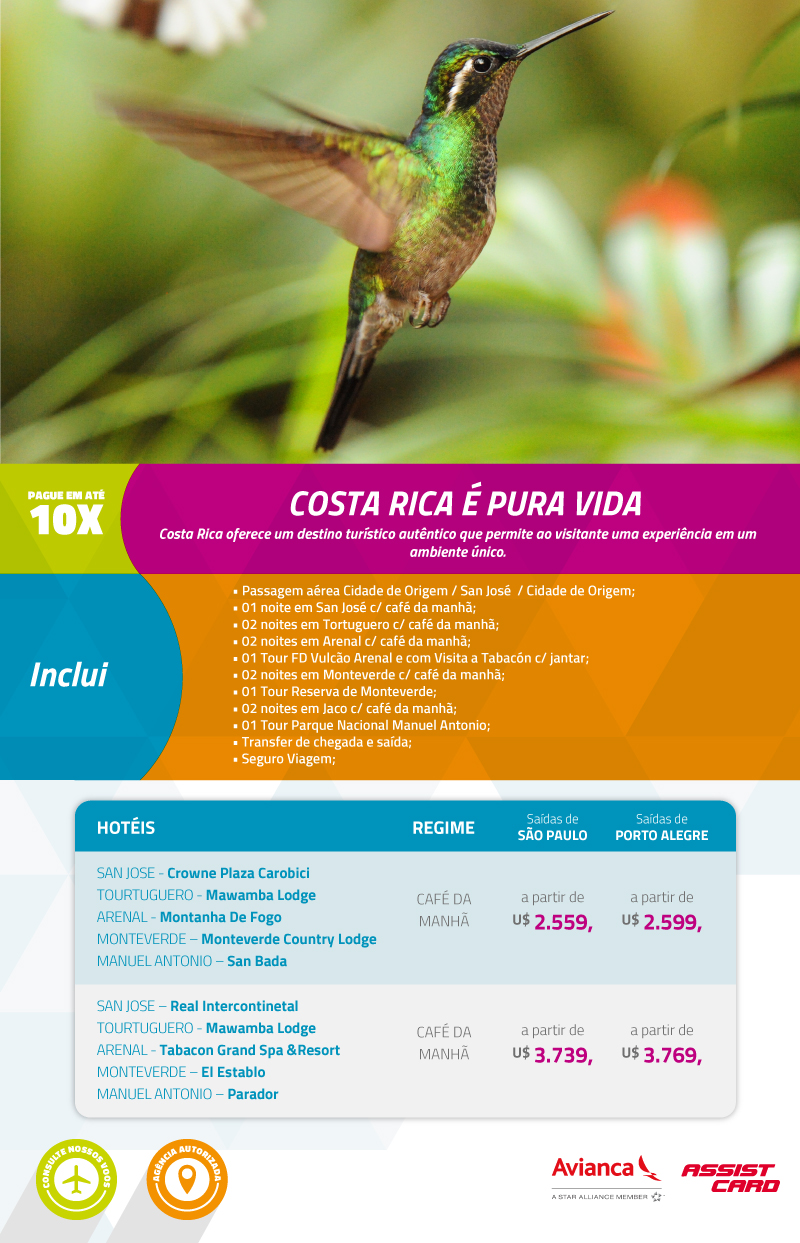 PAGUE EM ATÉ
10X
COSTA RICA É PURA VIDA
Costa Rica oferece um destino turístico autêntico que permite ao visitante uma experiência em um
ambiente único.
Inclui
• Passagem aérea Cidade de Origem / San José / Cidade de Origem;
• 01 noite em San José c/ café da manhã;
• 02 noites em Tortuguero c/ café da manhã;
• 02 noites em Arenal c/ café da manhã;
• 01 Tour FD Vulcão Arenal e com Visita a Tabacón c/ jantar;
• 02 noites em Monteverde c/ café da manhã;
• 01 Tour Reserva de Monteverde;
• 02 noites em Jaco c/ café da manhã;
• 01 Tour Parque Nacional Manuel Antonio;
• Transfer de chegada e saída;
• Seguro Viagem;
HOTÉIS
REGIME
Saídas de
SÃO PAULO
Saídas de
PORTO ALEGRE
SAN JOSE - Crowne Plaza Carobici
TOURTUGUERO - Mawamba Lodge
ARENAL - Montanha De Fogo
MONTEVERDE – Monteverde Country Lodge
MANUEL ANTONIO – San Bada
CAFÉ DA
MANHÃ
a partir de
U$ 2.559,
a partir de
U$ 2.599,
SAN JOSE – Real Intercontinetal
TOURTUGUERO - Mawamba Lodge
ARENAL - Tabacon Grand Spa &Resort
MONTEVERDE – El Establo
MANUEL ANTONIO – Parador
CAFÉ DA
MANHÃ
a partir de
U$ 3.739,
a partir de
U$ 3.769,
CONSULTE NOSSOS VOOS
AGÊNCIA AUTORIZADA
Avianca
A STAR ALLIANCE MEMBER
ASSIST
CARD